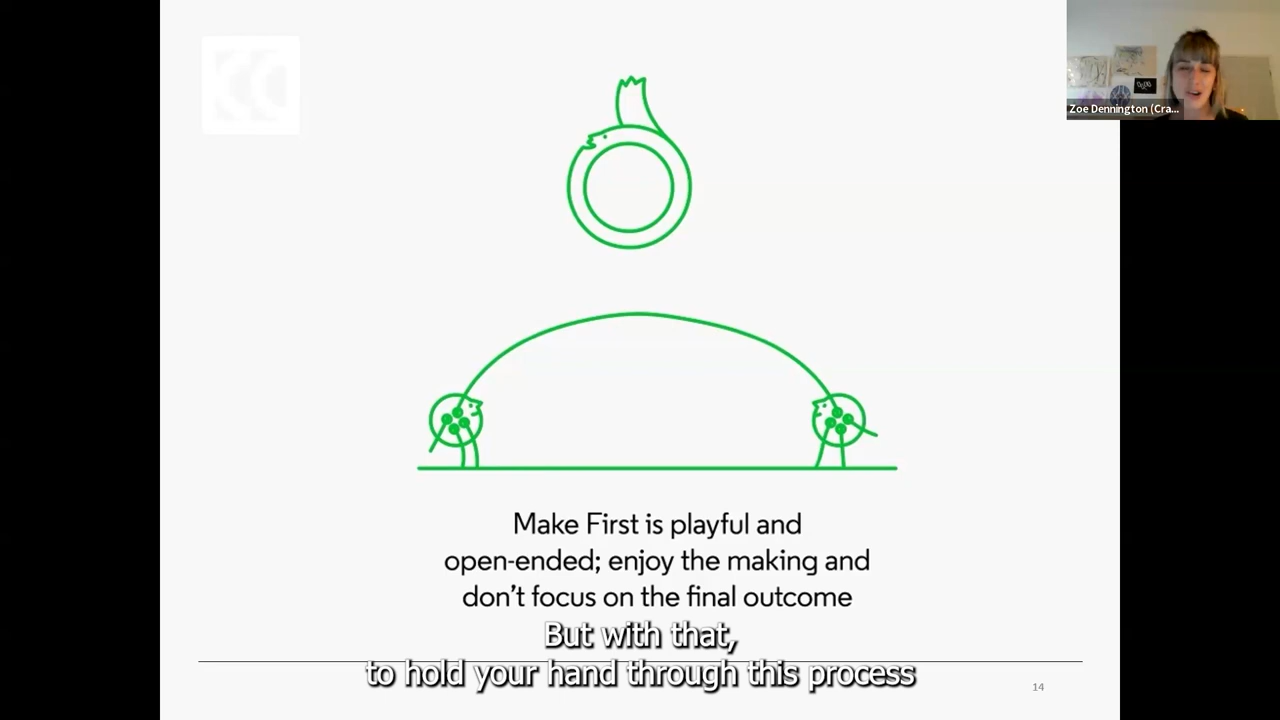 Zoe Dennington (Cra...
Make First is playful and
open-ended; enjoy the making and
don't focus on the final outcome
But with that,
to hold your hand through this process
14